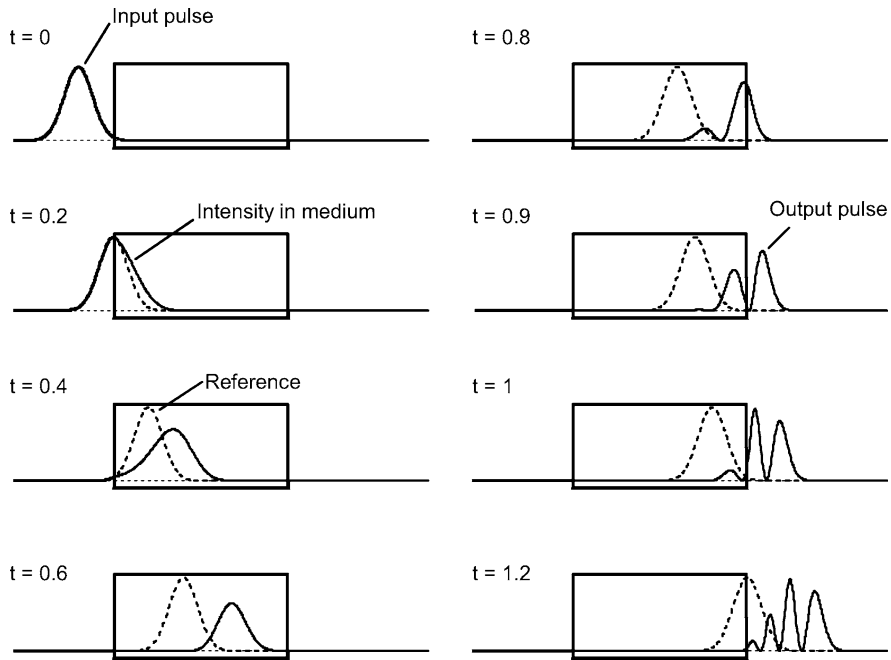 Input pulse
t = 0
t = 0.2
Intensity in medium
t = 0.4
Reference
t = 0.6
t = 0.8
t = 0.9
Output pulse
t = 1
t = 1.2